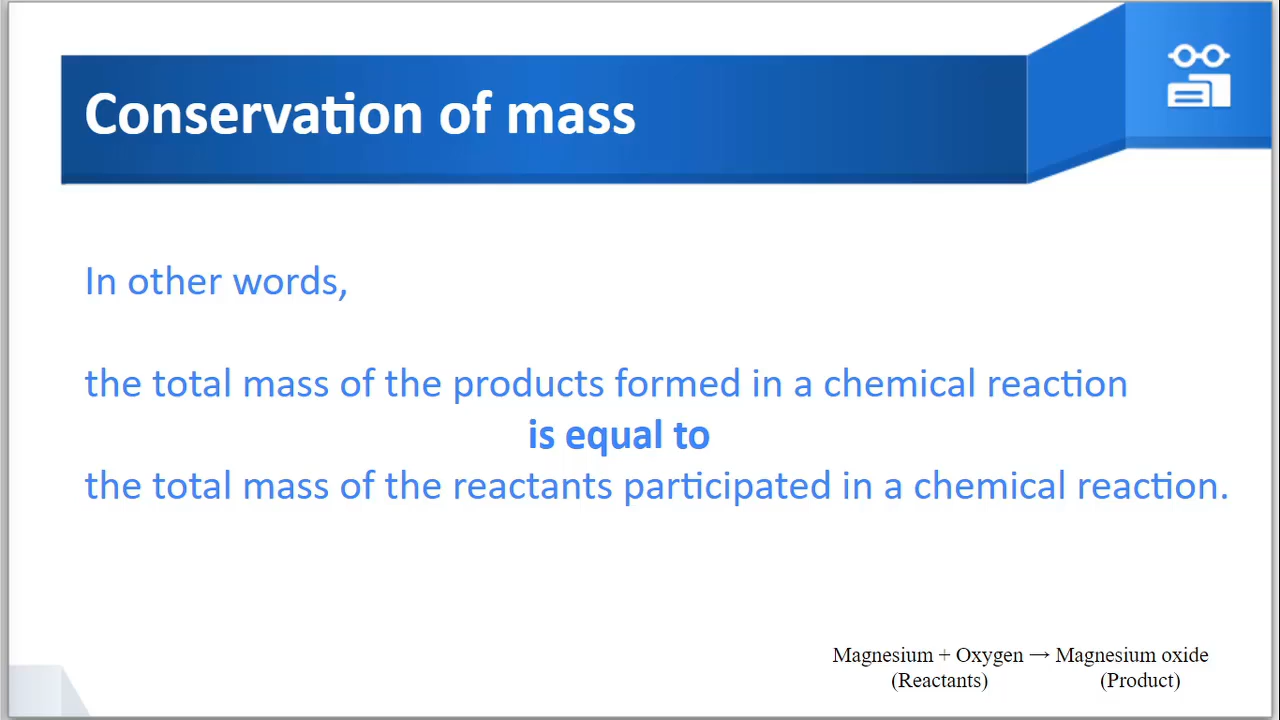 Conservation of mass
In other words,
the total mass of the products formed in a chemical reaction
is equal to
the total mass of the reactants participated in a chemical reaction.
Magnesium + Oxygen → Magnesium oxide
(Reactants) (Product)